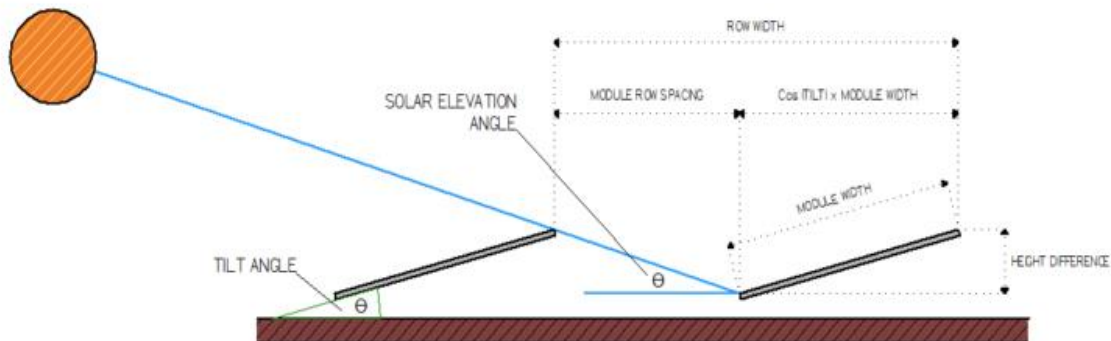 ROW WIDTH
MODULE ROW SPACING
Cos (TILT) x MODULE WIDTH
SOLAR ELEVATION
ANGLE
MODULE WIDTH
TILT ANGLE
θ
θ
HEIGHT DIFFERENCE